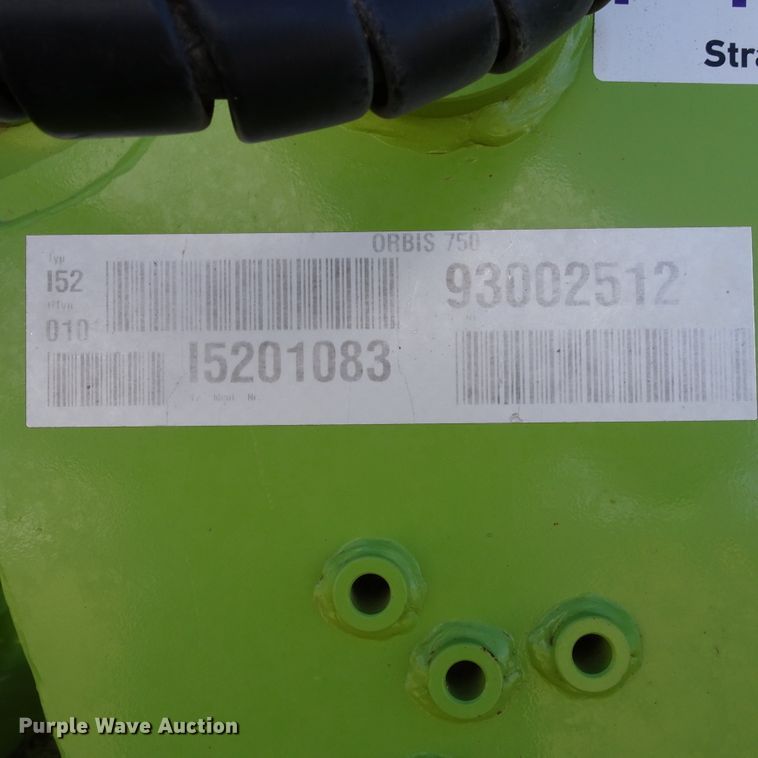 Stra
ORBIS 750
Typ
I52
93002512
010
I5201083
Purple Wave Auction